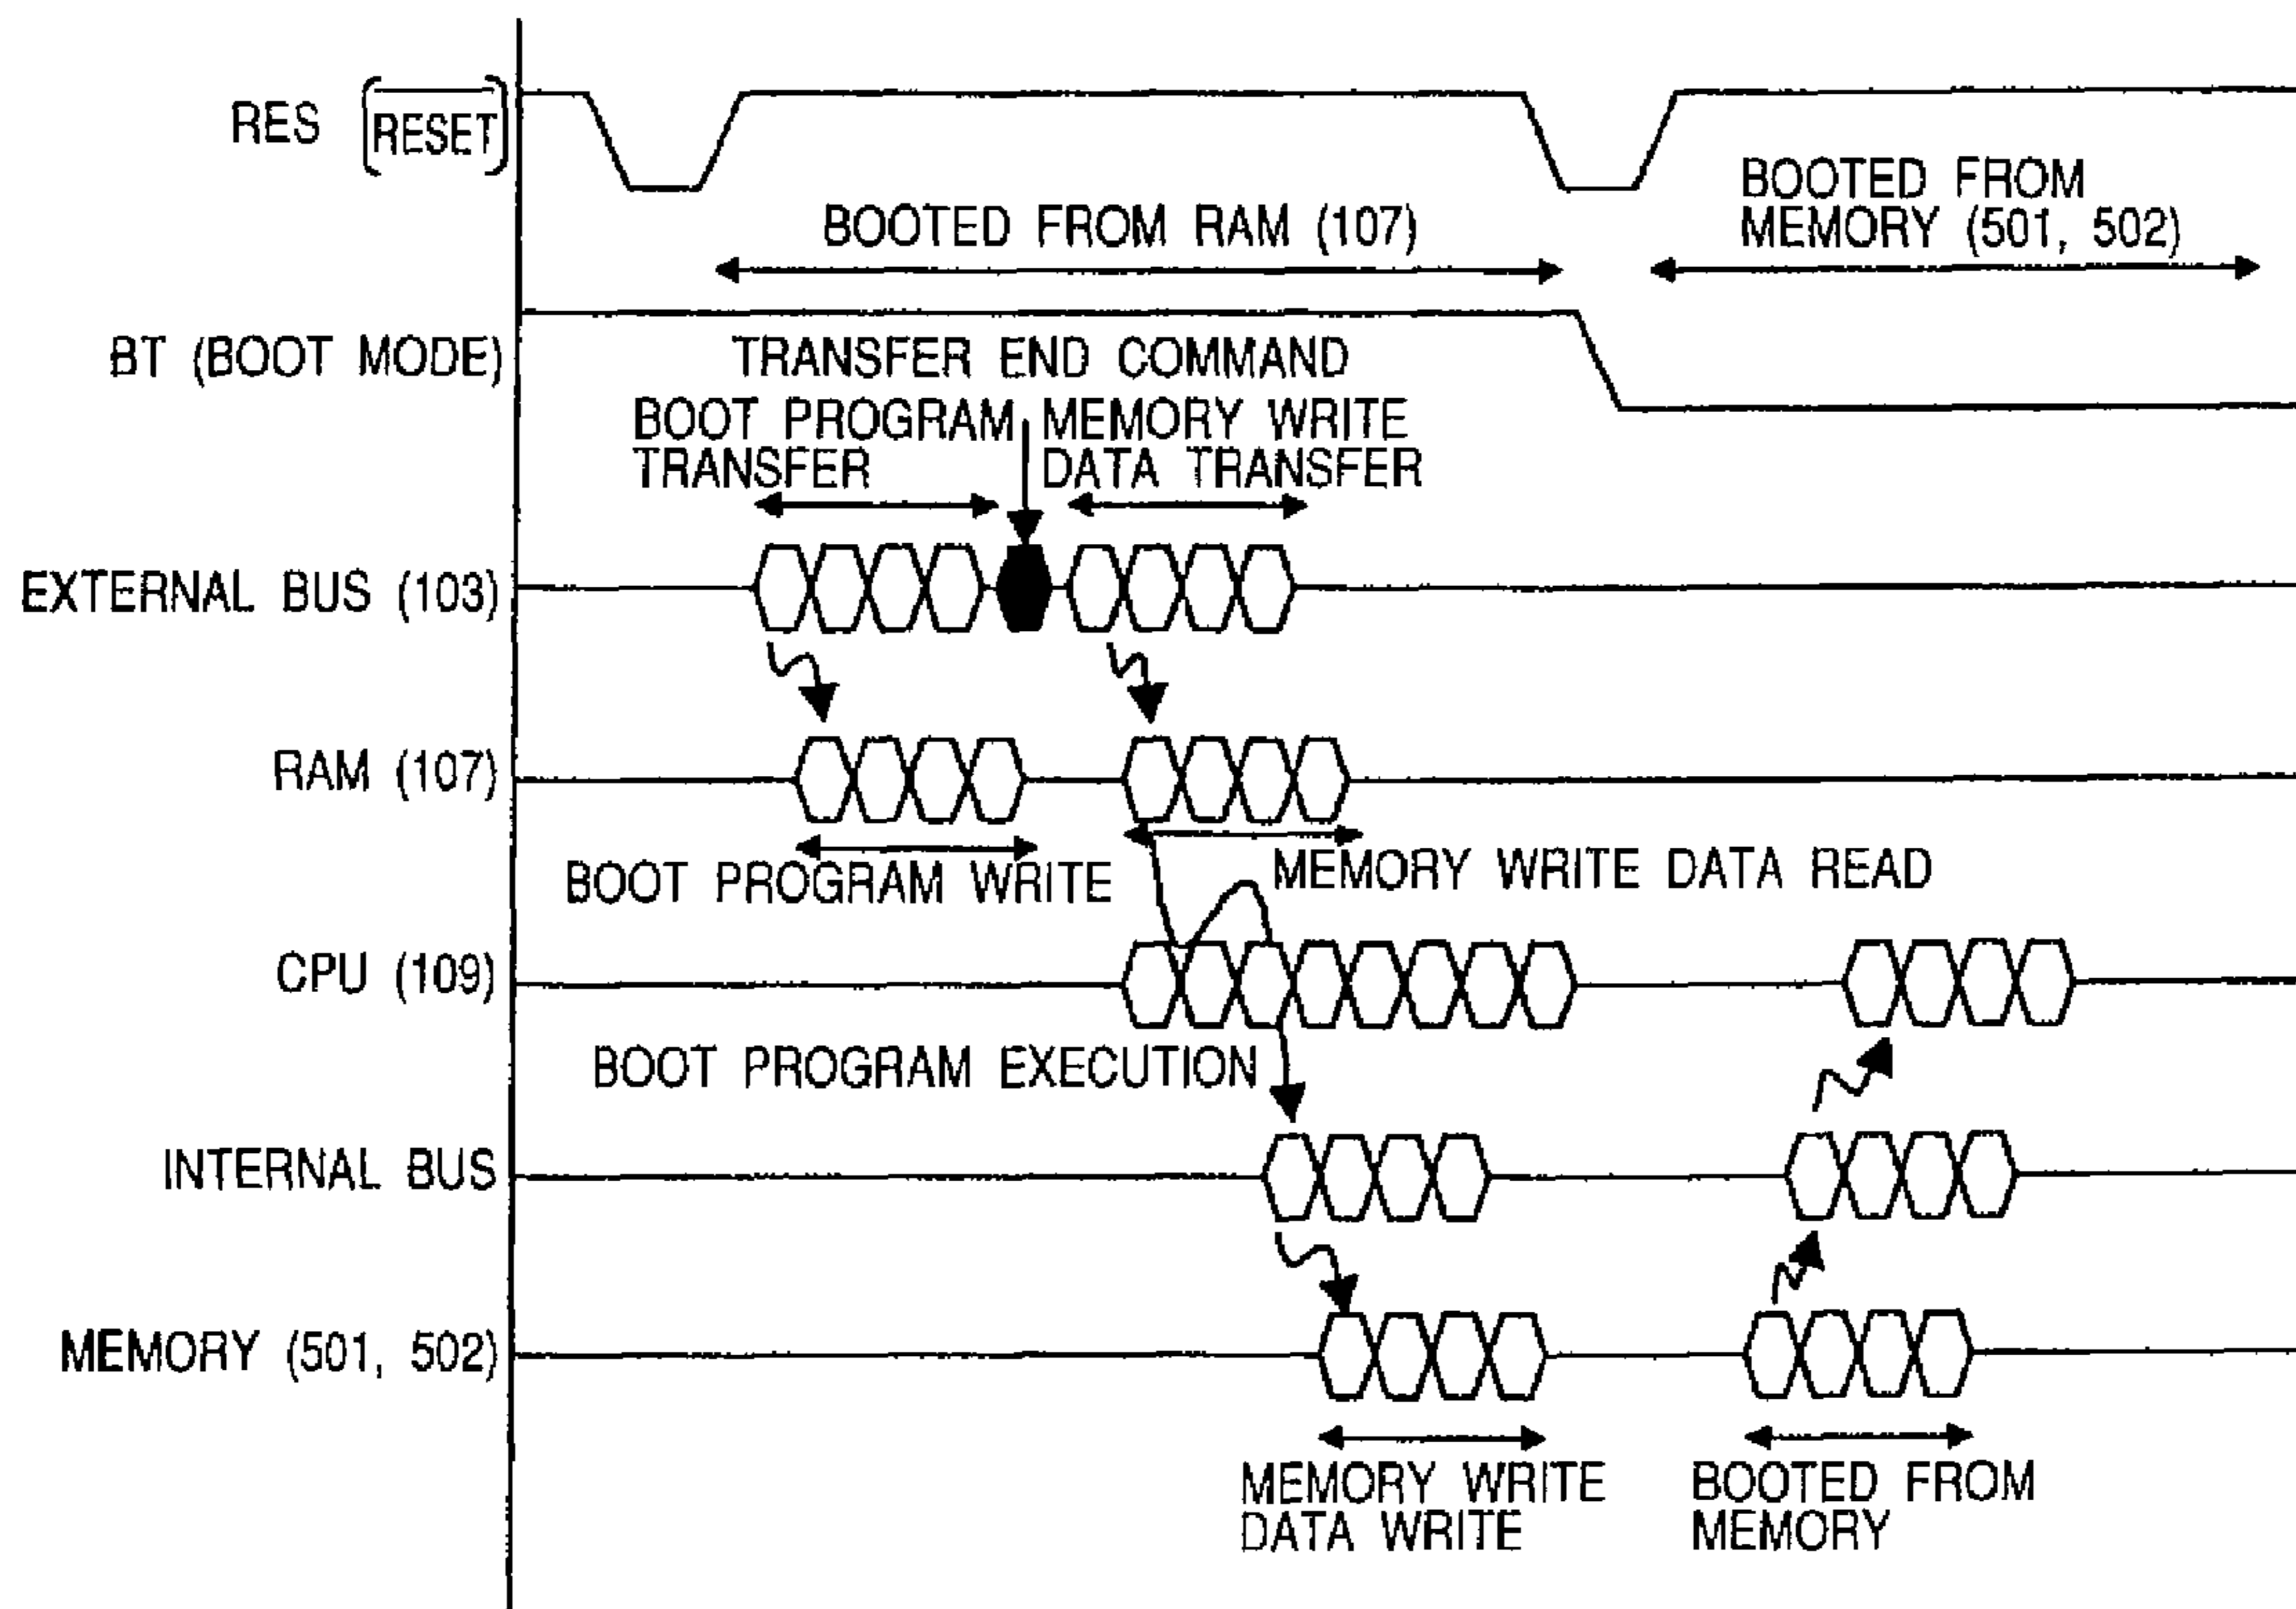 RES (RESET)
BOOTED FROM
MEMORY (501, 502)
BOOTED FROM RAM (107)
BT (BOOT MODE)
TRANSFER END COMMAND
BOOT PROGRAM
TRANSFER
MEMORY WRITE
DATA TRANSFER
EXTERNAL BUS (103)
RAM (107)
BOOT PROGRAM WRITE
MEMORY WRITE DATA READ
CPU (109)
BOOT PROGRAM EXECUTION
INTERNAL BUS
MEMORY (501, 502)
MEMORY WRITE
DATA WRITE
BOOTED FROM
MEMORY